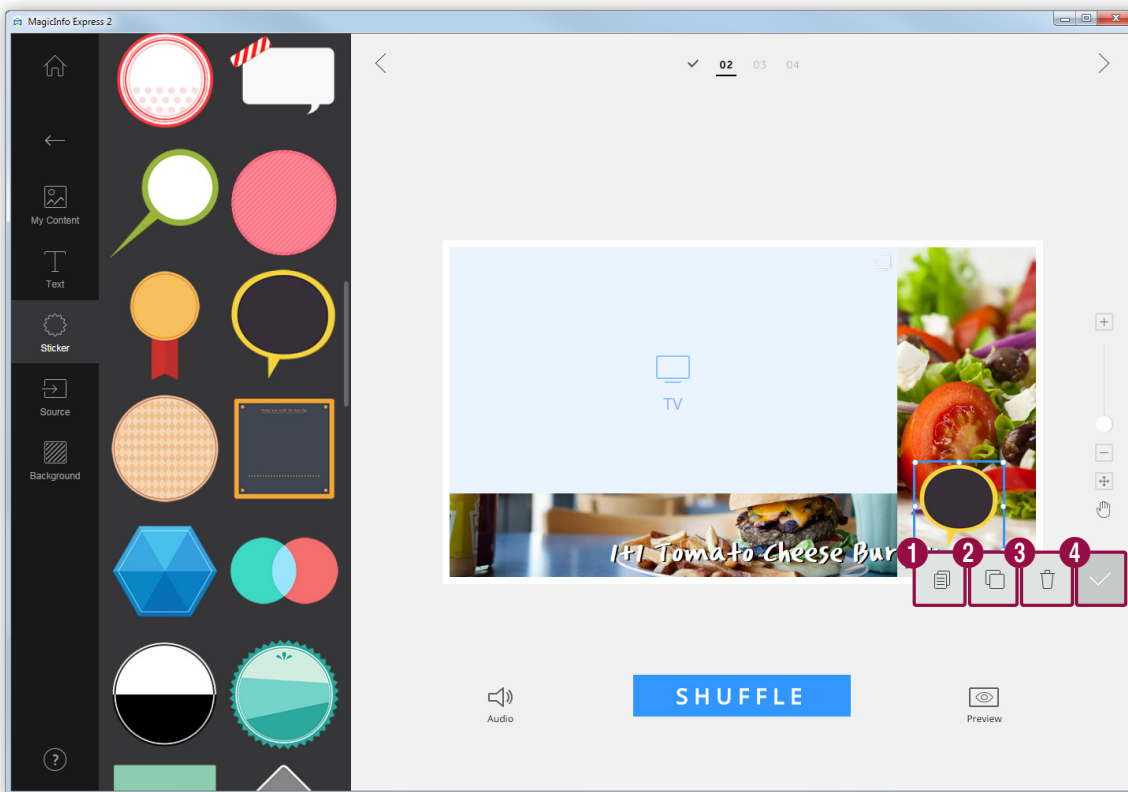 MagicInfo Express 2
02 03 04
My Content
Text
Sticker
Source
Background
TV
1+1 Tomato Cheese Bur
1
2
3
4
Audio
SHUFFLE
Preview
?